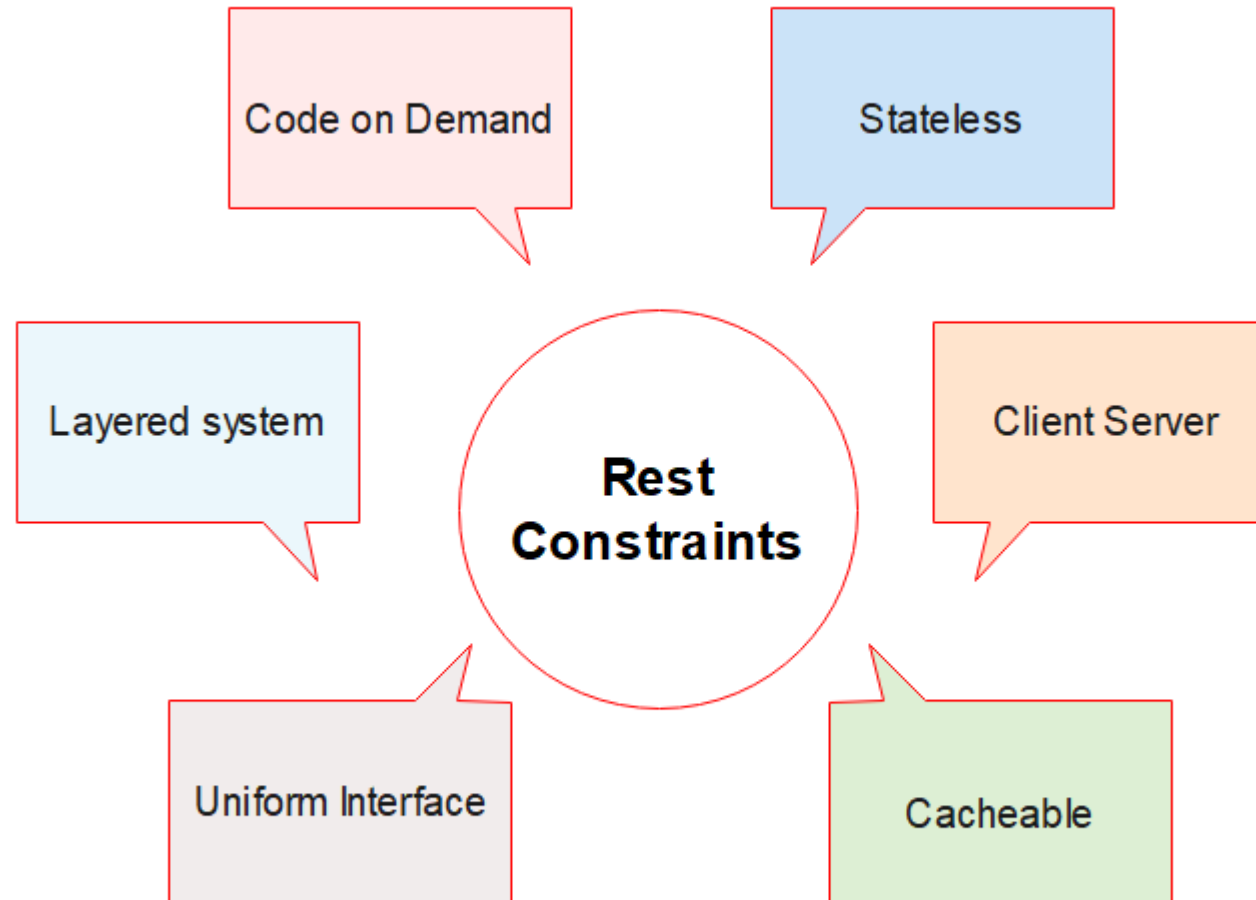 Code on Demand
Stateless
Layered system
Client Server
Rest
Constraints
Uniform Interface
Cacheable